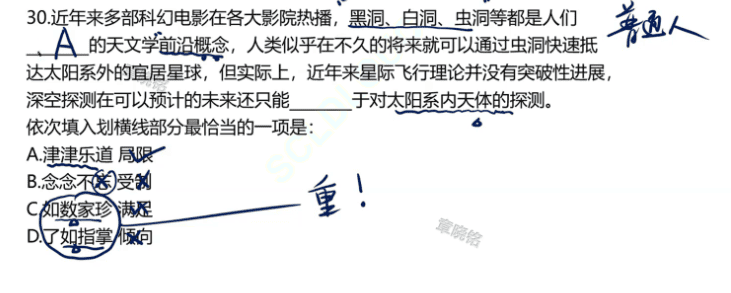 30.近年来多部科幻电影在各大影院热播，黑洞、白洞、虫洞等都是人们
普通人
、A 的天文学前沿概念，人类似乎在不久的将来就可以通过虫洞快速抵
达太阳系外的宜居星球，但实际上，近年来星际飞行理论并没有突破性进展，
深空探测在可以预计的未来还只能_______于对太阳系内天体的探测。
依次填入划横线部分最恰当的一项是：
A.津津乐道 局限
B.念念不忘 受制
重！
C.如数家珍 满足
D.了如指掌 倾向
章晓铭